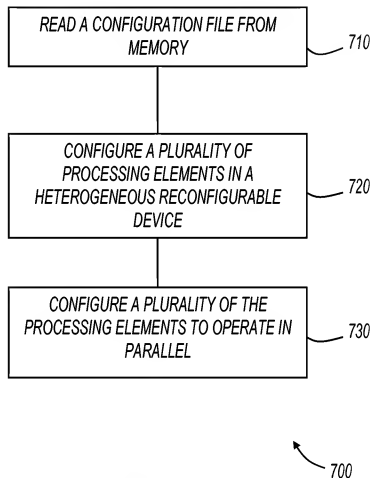 READ A CONFIGURATION FILE FROM
MEMORY
710
CONFIGURE A PLURALITY OF
PROCESSING ELEMENTS IN A
HETEROGENEOUS RECONFIGURABLE
DEVICE
720
CONFIGURE A PLURALITY OF THE
PROCESSING ELEMENTS TO OPERATE IN
PARALLEL
730
700